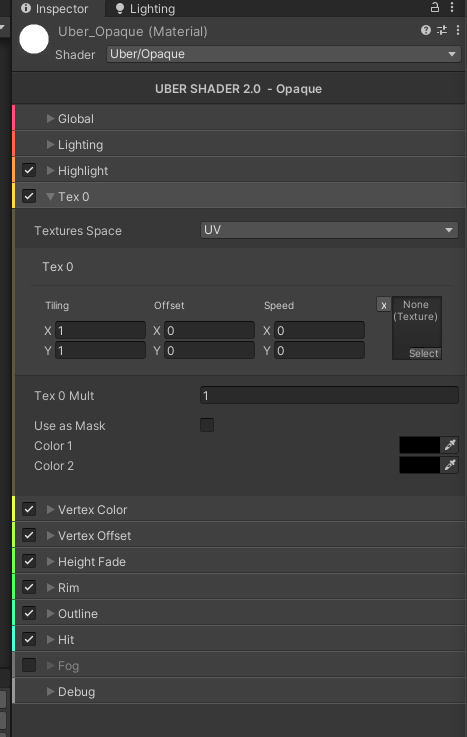 Inspector Lighting
Uber_Opaque (Material)
Shader Uber/Opaque
UBER SHADER 2.0 - Opaque
Global
Lighting
Highlight
Tex 0
Textures Space UV
Tex 0
Tiling Offset Speed x None
(Texture)
X 1 X 0 X 0
Y 1 Y 0 Y 0 Select
Tex 0 Mult 1
Use as Mask
Color 1
Color 2
Vertex Color
Vertex Offset
Height Fade
Rim
Outline
Hit
Fog
Debug